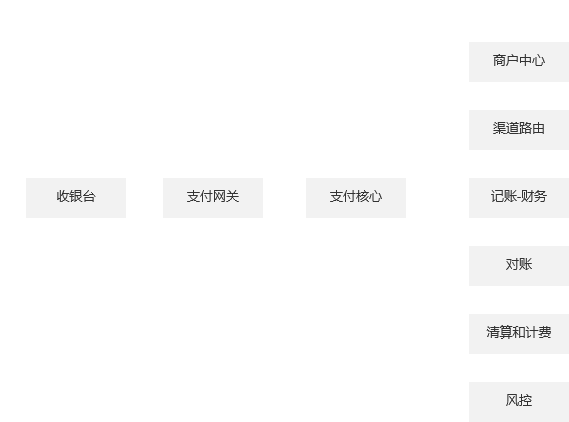 商户中心
渠道路由
收银台
支付网关
支付核心
记账-财务
对账
清算和计费
风控